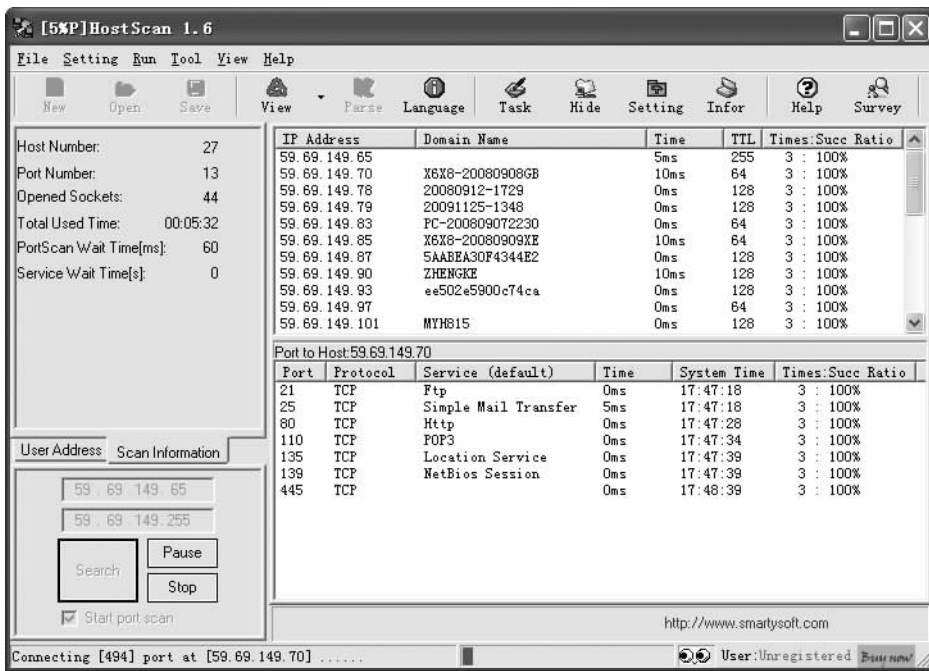 [5%P]HostScan 1.6
File Setting Run Tool View Help
New Open Save View Parse Language Task Hide Setting Infor Help Survey
Host Number: 27
Port Number: 13
Opened Sockets: 44
Total Used Time: 00:05:32
PortScan Wait Time[ms]: 60
Service Wait Time[s]: 0
User Address Scan Information
59 . 69 149 . 65
59 . 69 149 . 255
Search
Pause
Stop
Start port scan
IP Address Domain Name Time TTL Times:Succ Ratio
59.69.149.65 5ms 255 3 : 100%
59.69.149.70 X6X8-20080908GB 10ms 64 3 : 100%
59.69.149.78 20080912-1729 0ms 128 3 : 100%
59.69.149.79 20091125-1348 0ms 128 3 : 100%
59.69.149.83 PC-200809072230 0ms 64 3 : 100%
59.69.149.85 X6X8-20080909XE 10ms 64 3 : 100%
59.69.149.87 5AABEA30F4344E2 0ms 128 3 : 100%
59.69.149.90 ZHENGKE 10ms 128 3 : 100%
59.69.149.93 ee502e5900c74ca 0ms 128 3 : 100%
59.69.149.97 0ms 64 3 : 100%
59.69.149.101 MYH815 0ms 128 3 : 100%
Port to Host:59.69.149.70
Port Protocol Service (default) Time System Time Times:Succ Ratio
21 TCP Ftp 0ms 17:47:18 3 : 100%
25 TCP Simple Mail Transfer 5ms 17:47:18 3 : 100%
80 TCP Http 0ms 17:47:28 3 : 100%
110 TCP POP3 0ms 17:47:34 3 : 100%
135 TCP Location Service 0ms 17:47:39 3 : 100%
139 TCP NetBios Session 0ms 17:47:39 3 : 100%
445 TCP 0ms 17:48:39 3 : 100%
http://www.smartysoft.com
Connecting [494] port at [59.69.149.70] ...... User:Unregistered Buy now